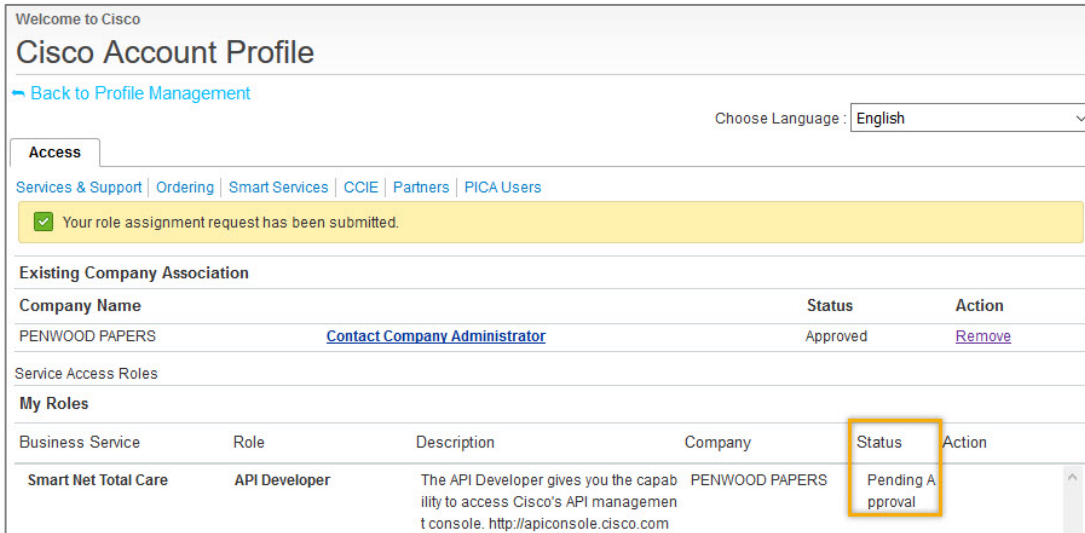 Welcome to Cisco
Cisco Account Profile
Back to Profile Management
Choose Language : English
Access
Services & Support Ordering Smart Services CCIE Partners PICA Users
Your role assignment request has been submitted.
Existing Company Association
Company Name Status Action
PENWOOD PAPERS Contact Company Administrator Approved Remove
Service Access Roles
My Roles
Business Service Role Description Company Status Action
Smart Net Total Care API Developer The API Developer gives you the capab PENWOOD PAPERS Pending A
ility to access Cisco's API managemen pproval
t console. http://apiconsole.cisco.com